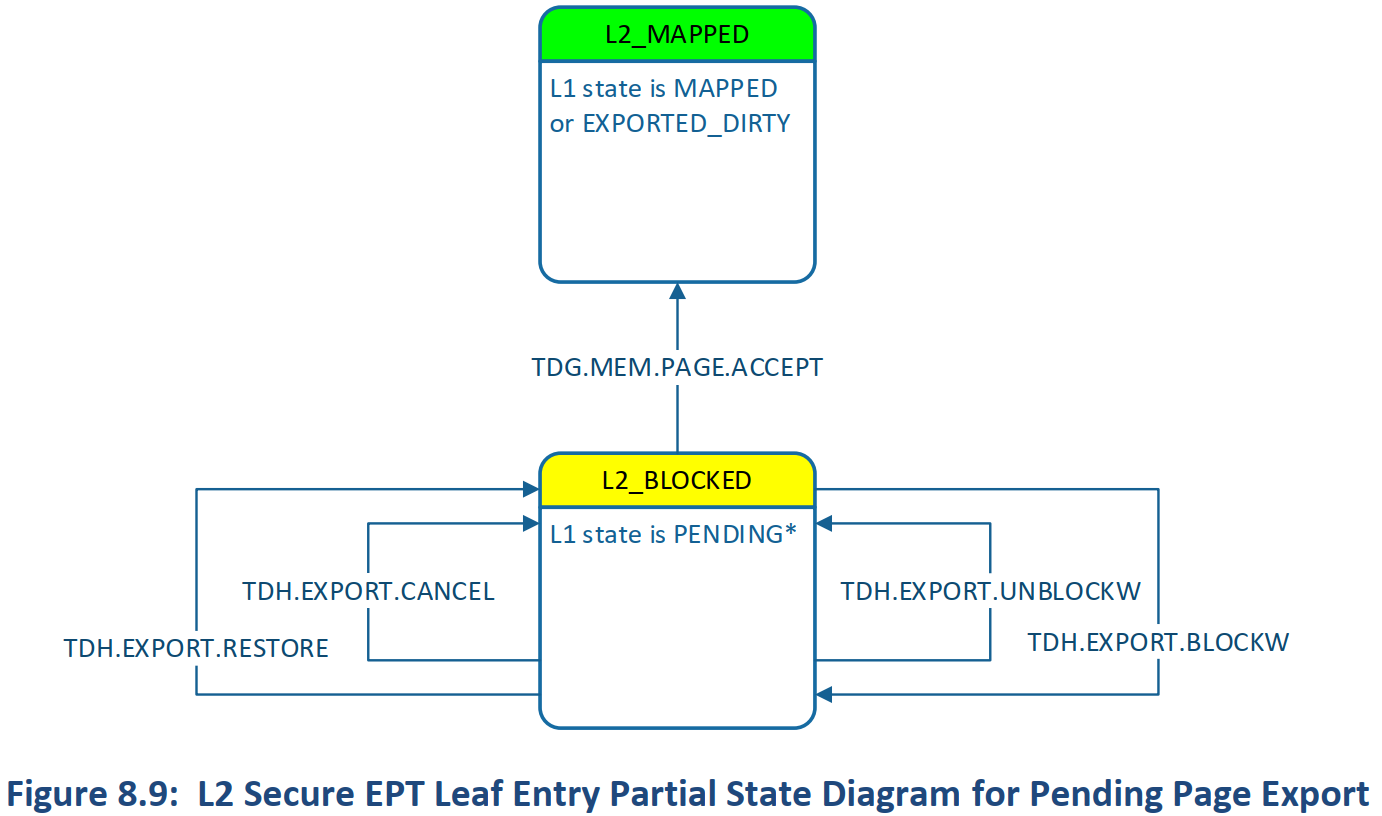 L2_MAPPED
L1 state is MAPPED
or EXPORTED_DIRTY
TDG.MEM.PAGE.ACCEPT
L2_BLOCKED
L1 state is PENDING*
TDH.EXPORT.CANCEL
TDH.EXPORT.UNBLOCKW
TDH.EXPORT.RESTORE
TDH.EXPORT.BLOCKW
Figure 8.9: L2 Secure EPT Leaf Entry Partial State Diagram for Pending Page Export